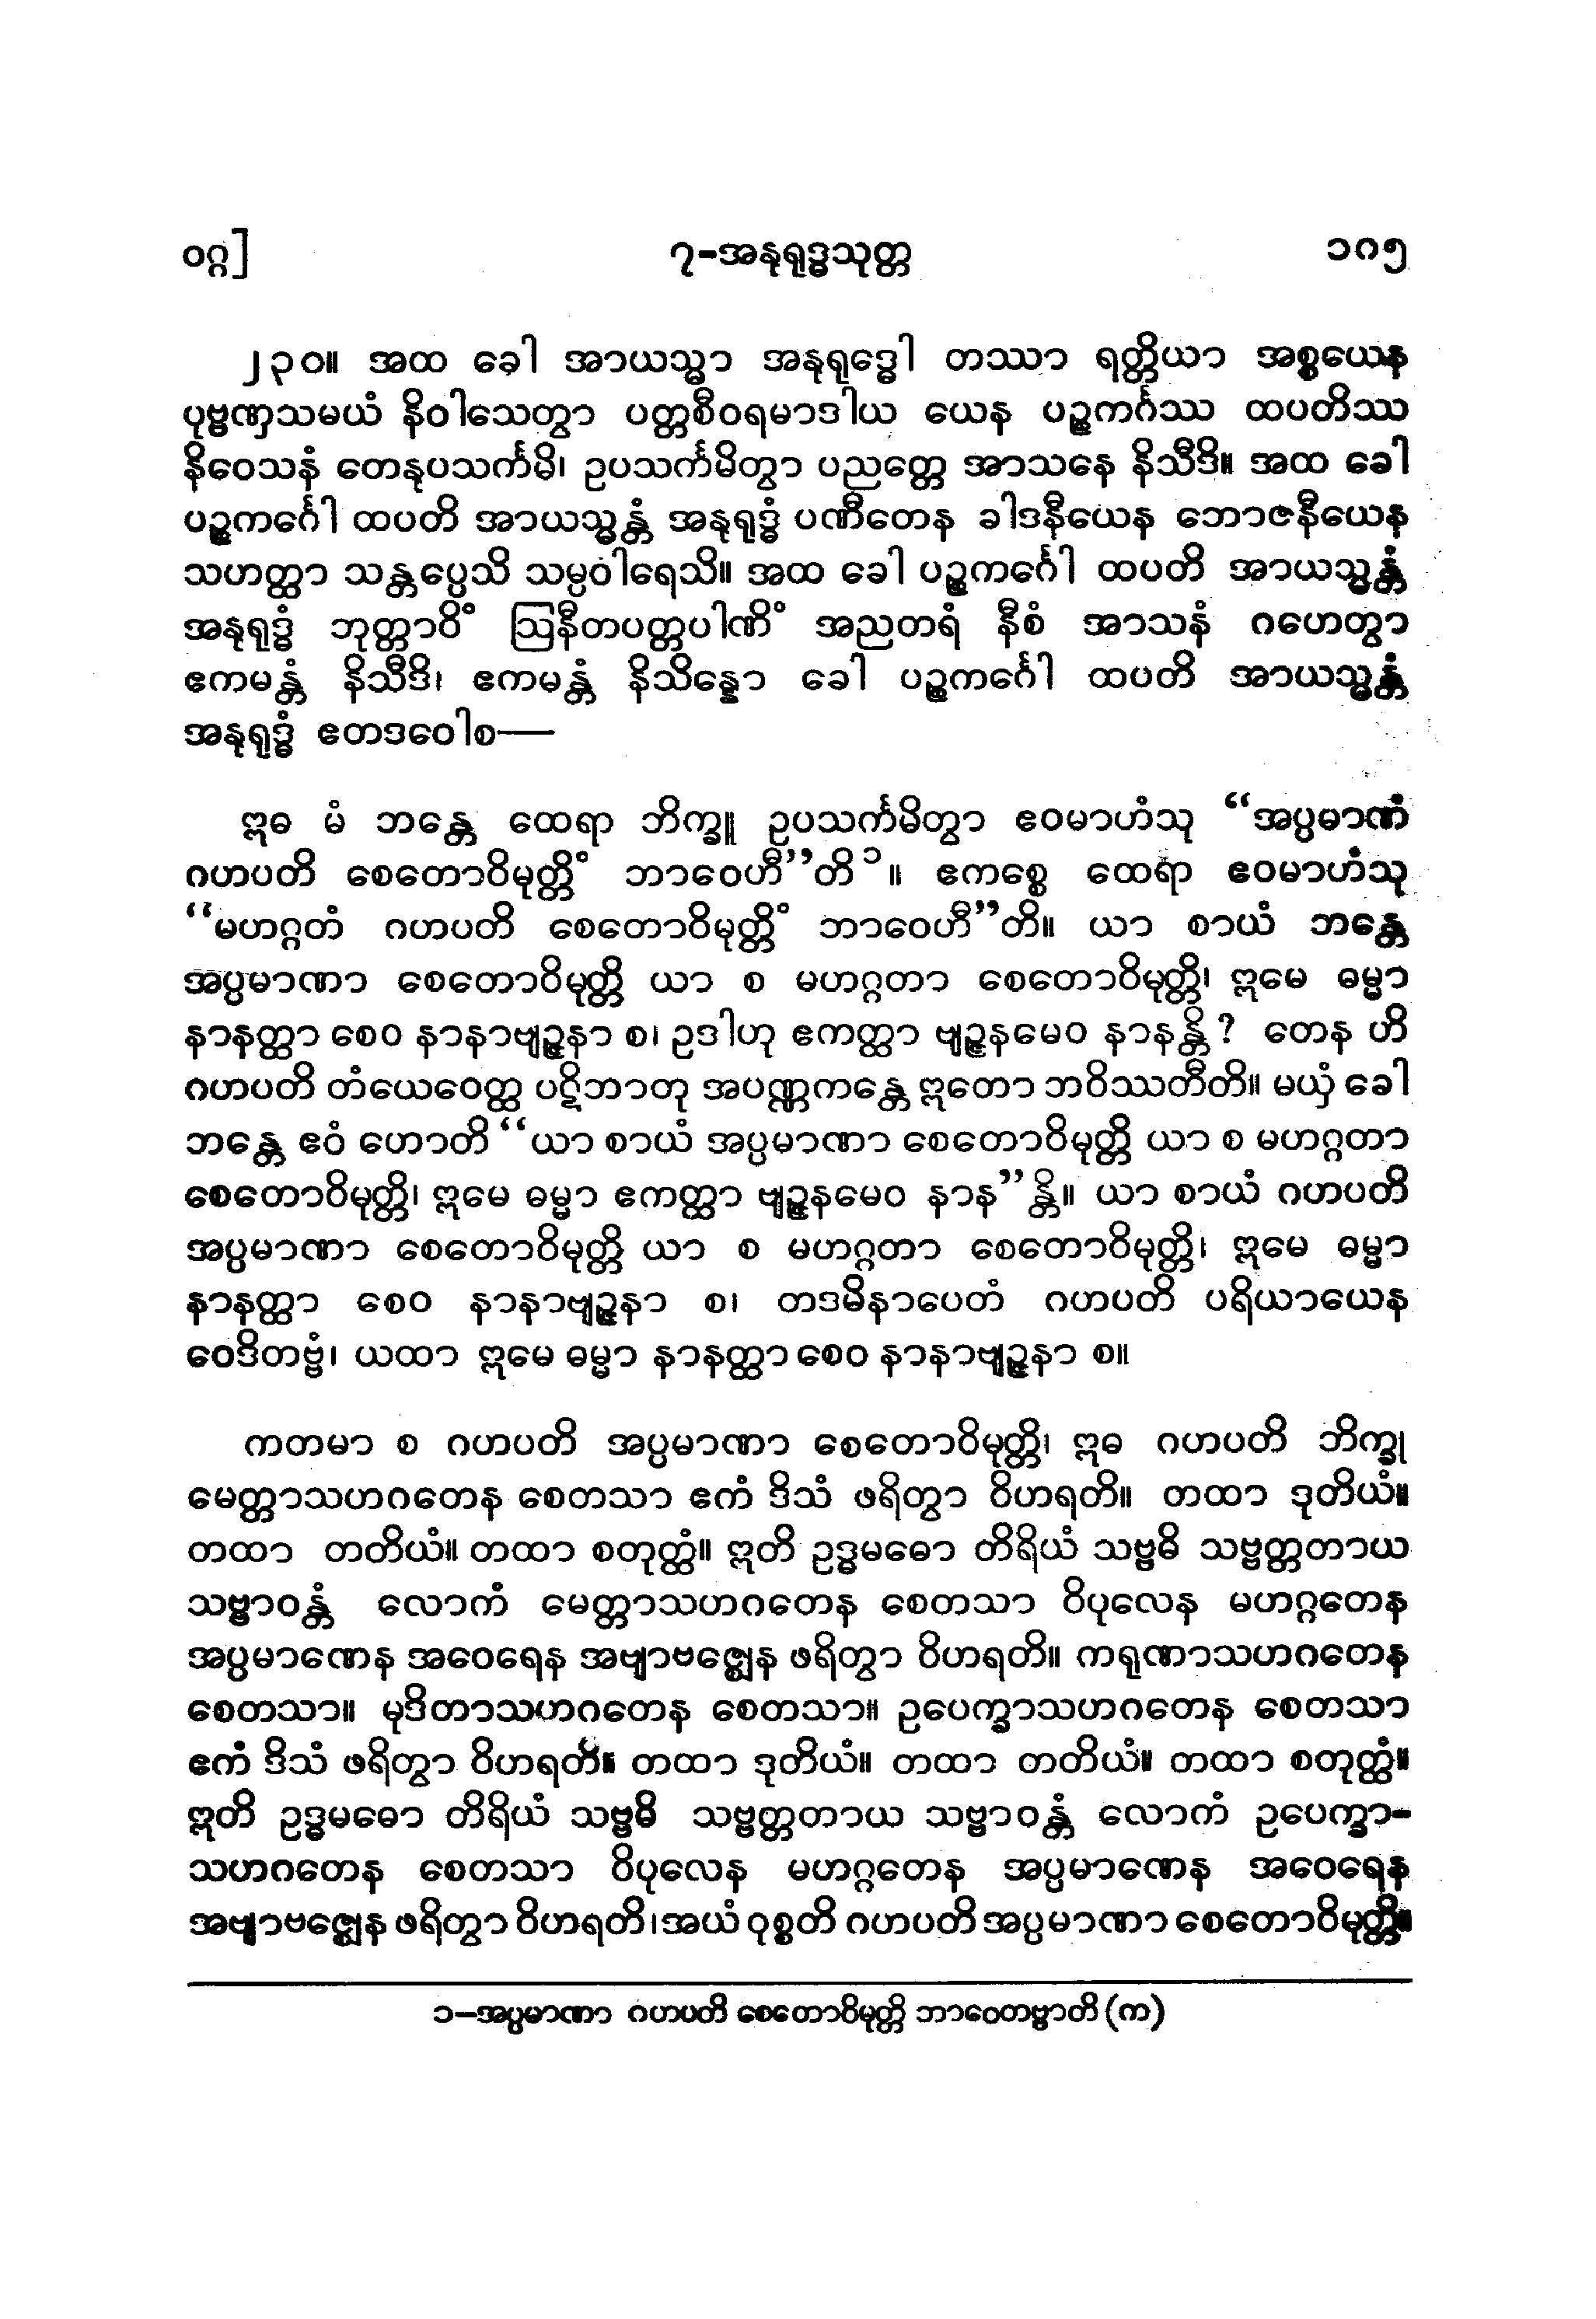 ဝဂ္ဂ]
၇-အနုရုဒ္ဓသုတ္တ
၁၈၅
၂၃၀။ အထ ခေါ အာယသ္မာ အနုရုဒ္ဓေါ တဿာ ရတ္တိယာ အစ္စယေန
ပုဗ္ဗဏှသမယံ နိဝါသေတွာ ပတ္တစီဝရမာဒါယ ယေန ပဉ္စကင်္ဂဿ ထပတိဿ
နိဝေသနံ တေနုပသင်္ကမိ၊ ဥပသင်္ကမိတွာ ပညတ္တေ အာသနေ နိသီဒိ။ အထ ခေါ
ပဉ္စကင်္ဂေါ ထပတိ အာယသ္မန္တံ အနုရုဒ္ဓံ ပဏီတေန ခါဒနီယေန ဘောဇနီယေန
သဟတ္ထာ သန္တပ္ပေသိ သမ္ပဝါရေသိ။ အထ ခေါ ပဉ္စကင်္ဂေါ ထပတိ အာယသ္မန္တံ
အနုရုဒ္ဓံ ဘုတ္တာဝိံ ဩနီတပတ္တပါဏိံ အညတရံ နီစံ အာသနံ ဂဟေတွာ
ဧကမန္တံ နိသီဒိ၊ ဧကမန္တံ နိသိန္နော ခေါ ပဉ္စကင်္ဂေါ ထပတိ အာယသ္မန္တံ
အနုရုဒ္ဓံ ဧတဒဝေါစ—
ဣဓ မံ ဘန္တေ ထေရာ ဘိက္ခူ ဥပသင်္ကမိတွာ ဧဝမာဟံသု “အပ္ပမာဏံ
ဂဟပတိ စေတောဝိမုတ္တိံ ဘာဝေဟီ”တိ၁။ ဧကစ္စေ ထေရာ ဧဝမာဟံသု
“မဟဂ္ဂတံ ဂဟပတိ စေတောဝိမုတ္တိံ ဘာဝေဟီ”တိ။ ယာ စာယံ ဘန္တေ
အပ္ပမာဏာ စေတောဝိမုတ္တိ ယာ စ မဟဂ္ဂတာ စေတောဝိမုတ္တိ၊ ဣမေ ဓမ္မာ
နာနတ္ထာ စေဝ နာနာဗျဉ္ဇနာ စ၊ ဥဒါဟု ဧကတ္ထာ ဗျဉ္ဇနမေဝ နာနန္တိ? တေန ဟိ
ဂဟပတိ တံယေဝေတ္ထ ပဋိဘာတု အပဏ္ဏကန္တေ ဣတော ဘဝိဿတီတိ။ မယှံ ခေါ
ဘန္တေ ဧဝံ ဟောတိ “ယာ စာယံ အပ္ပမာဏာ စေတောဝိမုတ္တိ ယာ စ မဟဂ္ဂတာ
စေတောဝိမုတ္တိ၊ ဣမေ ဓမ္မာ ဧကတ္ထာ ဗျဉ္ဇနမေဝ နာန”န္တိ။ ယာ စာယံ ဂဟပတိ
အပ္ပမာဏာ စေတောဝိမုတ္တိ ယာ စ မဟဂ္ဂတာ စေတောဝိမုတ္တိ၊ ဣမေ ဓမ္မာ
နာနတ္ထာ စေဝ နာနာဗျဉ္ဇနာ စ၊ တဒမိနာပေတံ ဂဟပတိ ပရိယာယေန
ဝေဒိတဗ္ဗံ၊ ယထာ ဣမေ ဓမ္မာ နာနတ္ထာ စေဝ နာနာဗျဉ္ဇနာ စ။
ကတမာ စ ဂဟပတိ အပ္ပမာဏာ စေတောဝိမုတ္တိ၊ ဣဓ ဂဟပတိ ဘိက္ခု
မေတ္တာသဟဂတေန စေတသာ ဧကံ ဒိသံ ဖရိတွာ ဝိဟရတိ။ တထာ ဒုတိယံ။
တထာ တတိယံ။ တထာ စတုတ္ထံ။ ဣတိ ဥဒ္ဓမဓော တိရိယံ သဗ္ဗဓိ သဗ္ဗတ္တတာယ
သဗ္ဗာဝန္တံ လောကံ မေတ္တာသဟဂတေန စေတသာ ဝိပုလေန မဟဂ္ဂတေန
အပ္ပမာဏေန အဝေရေန အဗျာဗဇ္ဈေန ဖရိတွာ ဝိဟရတိ။ ကရုဏာသဟဂတေန
စေတသာ။ မုဒိတာသဟဂတေန စေတသာ။ ဥပေက္ခာသဟဂတေန စေတသာ
ဧကံ ဒိသံ ဖရိတွာ ဝိဟရတိ။ တထာ ဒုတိယံ။ တထာ တတိယံ။ တထာ စတုတ္ထံ။
ဣတိ ဥဒ္ဓမဓော တိရိယံ သဗ္ဗဓိ သဗ္ဗတ္တတာယ သဗ္ဗာဝန္တံ လောကံ ဥပေက္ခာ-
သဟဂတေန စေတသာ ဝိပုလေန မဟဂ္ဂတေန အပ္ပမာဏေန အဝေရေန
အဗျာဗဇ္ဈေန ဖရိတွာ ဝိဟရတိ၊အယံ ဝုစ္စတိ ဂဟပတိ အပ္ပမာဏာ စေတောဝိမုတ္တိ။
၁-အပ္ပမာဏာ ဂဟပတိ စေတောဝိမုတ္တိ ဘာဝေတဗ္ဗာတိ (က)